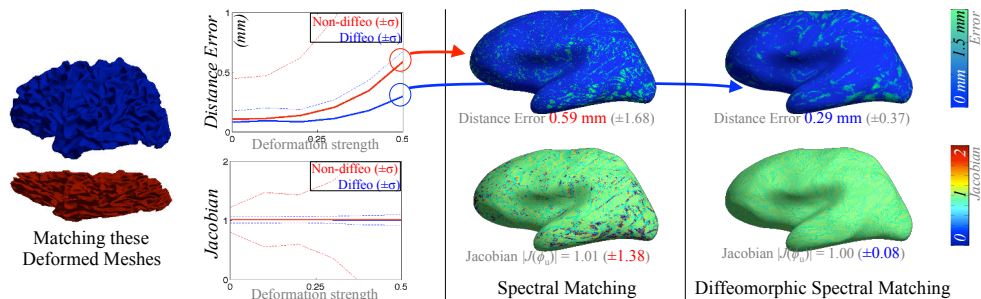 Matching these
Deformed Meshes
Distance Error
(mm)
1
0.5
0
Non-diffeo (±σ)
Diffeo (±σ)
0
0.25
0.5
Deformation strength
Jacobian
2
1
0
Non-diffeo (±σ)
Diffeo (±σ)
0
0.25
0.5
Deformation strength
Distance Error 0.59 mm (±1.68)
Jacobian |J(ϕᵤ)| = 1.01 (±1.38)
Spectral Matching
Distance Error 0.29 mm (±0.37)
Jacobian |J(ϕᵤ)| = 1.00 (±0.08)
Diffeomorphic Spectral Matching
0 mm 1.5 mm
Error
0 1 2
Jacobian